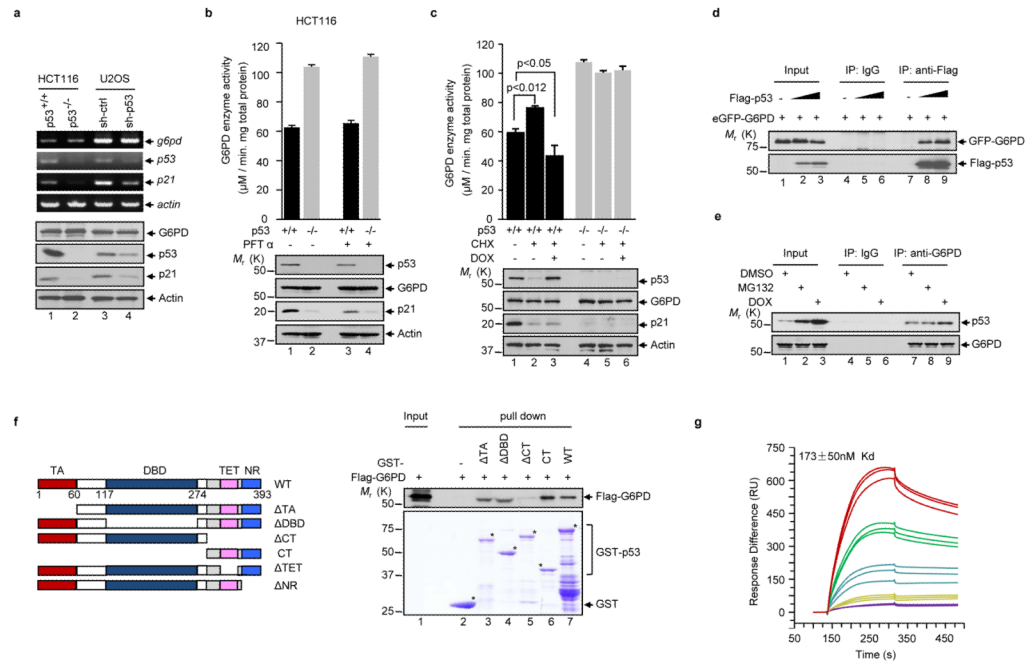 a
HCT116 U2OS
p53+/+ p53-/- sh-ctrl sh-p53
g6pd
p53
p21
actin
G6PD
p53
p21
Actin
1 2 3 4
b
HCT116
G6PD enzyme activity
(µM / min. mg total protein)
120
100
80
60
40
20
0
p53 +/+ -/- +/+ -/-
PFT α - - + +
Mr (K)
50 p53
50 G6PD
20 p21
37 Actin
1 2 3 4
c
G6PD enzyme activity
(µM / min. mg total protein)
120
100
80
60
40
20
0
p<0.05
p<0.012
p53 +/+ +/+ +/+ -/- -/- -/-
CHX - + + - + +
DOX - - + - - +
Mr (K)
50 p53
50 G6PD
20 p21
37 Actin
1 2 3 4 5 6
d
Input IP: IgG IP: anti-Flag
Flag-p53 - - -
eGFP-G6PD + + + + + + + + +
Mr (K)
75 GFP-G6PD
50 Flag-p53
1 2 3 4 5 6 7 8 9
e
Input IP: IgG IP: anti-G6PD
DMSO + + +
MG132 + + +
DOX + + +
Mr (K)
50 p53
50 G6PD
1 2 3 4 5 6 7 8 9
f
TA DBD TET NR
1 60 117 274 393
WT
ΔTA
ΔDBD
ΔCT
CT
ΔTET
ΔNR
Input pull down
GST- - ΔTA ΔDBD ΔCT CT WT
Flag-G6PD + + + + + + +
Mr (K)
50 Flag-G6PD
75
50
37
25
* * * * * *
GST-p53
GST
1 2 3 4 5 6 7
g
173±50nM Kd
Response Difference (RU)
750
600
450
300
150
0
50 150 250 350 450
Time (s)